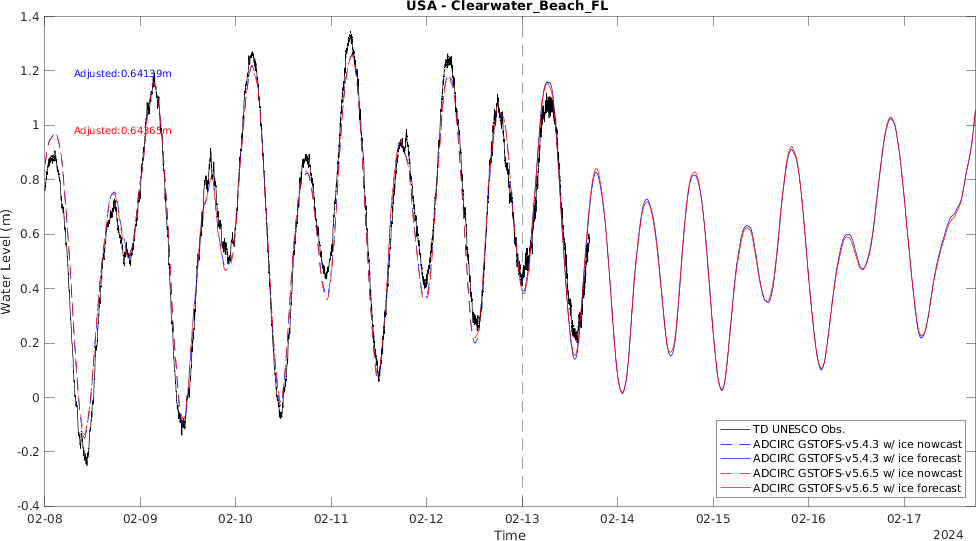 USA - Clearwater_Beach_FL
1.4
1.2
1
0.8
0.6
0.4
0.2
0
-0.2
-0.4
Water Level (m)
Adjusted:0.64139m
Adjusted:0.64365m
TD UNESCO Obs.
ADCIRC GSTOFS-v5.4.3 w/ ice nowcast
ADCIRC GSTOFS-v5.4.3 w/ ice forecast
ADCIRC GSTOFS-v5.6.5 w/ ice nowcast
ADCIRC GSTOFS-v5.6.5 w/ ice forecast
02-08 02-09 02-10 02-11 02-12 02-13 02-14 02-15 02-16 02-17
Time
2024